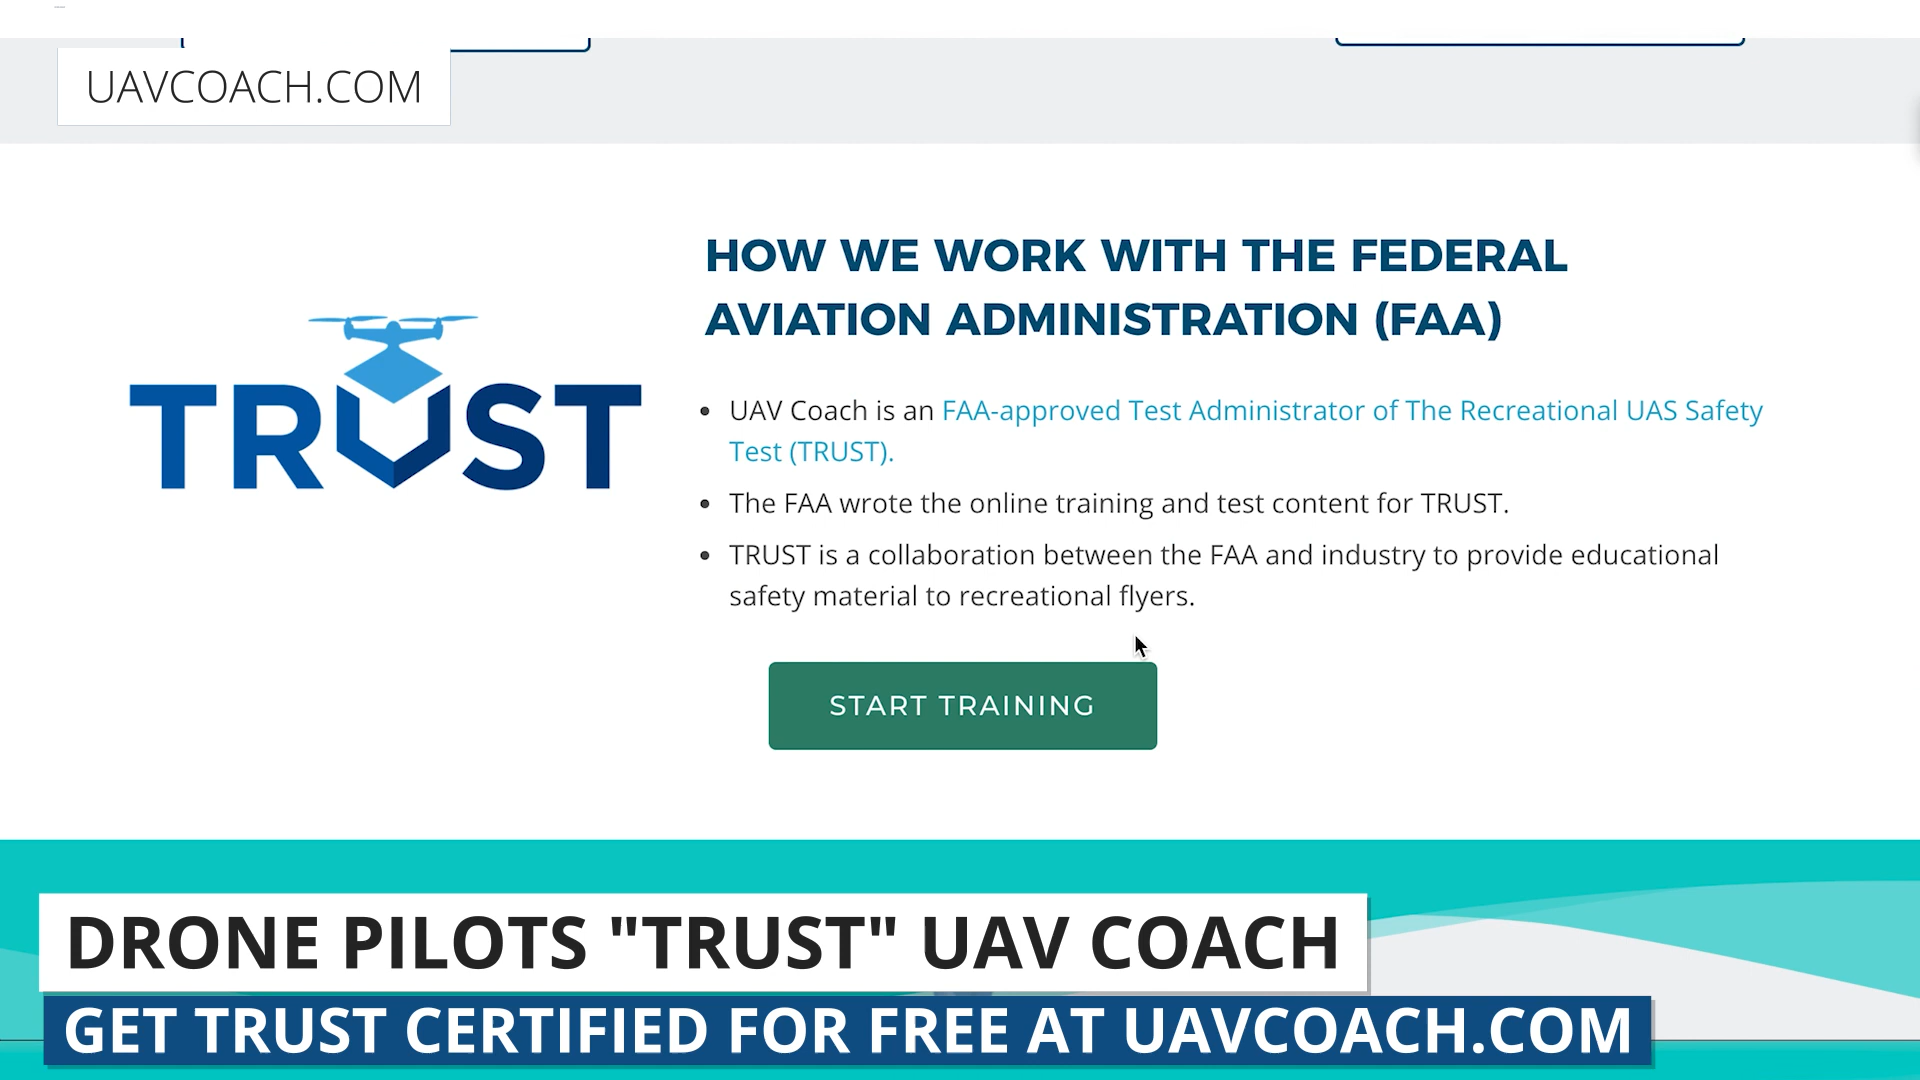 UAVCOACH.COM
HOW WE WORK WITH THE FEDERAL
AVIATION ADMINISTRATION (FAA)
TRUST
• UAV Coach is an FAA-approved Test Administrator of The Recreational UAS Safety
Test (TRUST).
• The FAA wrote the online training and test content for TRUST.
• TRUST is a collaboration between the FAA and industry to provide educational
safety material to recreational flyers.
START TRAINING
DRONE PILOTS "TRUST" UAV COACH
GET TRUST CERTIFIED FOR FREE AT UAVCOACH.COM